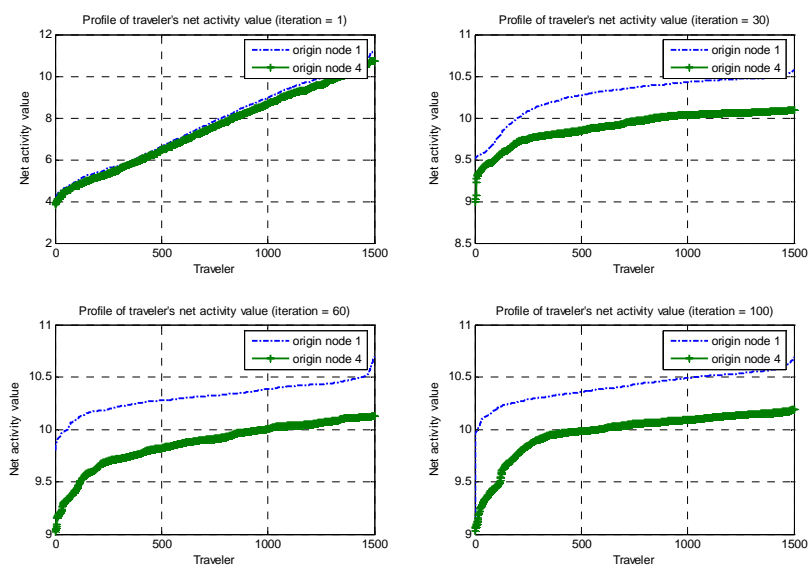 Profile of traveler's net activity value (iteration = 1)
12
10
8
6
4
2
Net activity value
origin node 1
origin node 4
0
500
1000
1500
Traveler
Profile of traveler's net activity value (iteration = 30)
11
10.5
10
9.5
9
8.5
Net activity value
origin node 1
origin node 4
0
500
1000
1500
Traveler
Profile of traveler's net activity value (iteration = 60)
11
10.5
10
9.5
9
Net activity value
origin node 1
origin node 4
0
500
1000
1500
Traveler
Profile of traveler's net activity value (iteration = 100)
11
10.5
10
9.5
9
Net activity value
origin node 1
origin node 4
0
500
1000
1500
Traveler